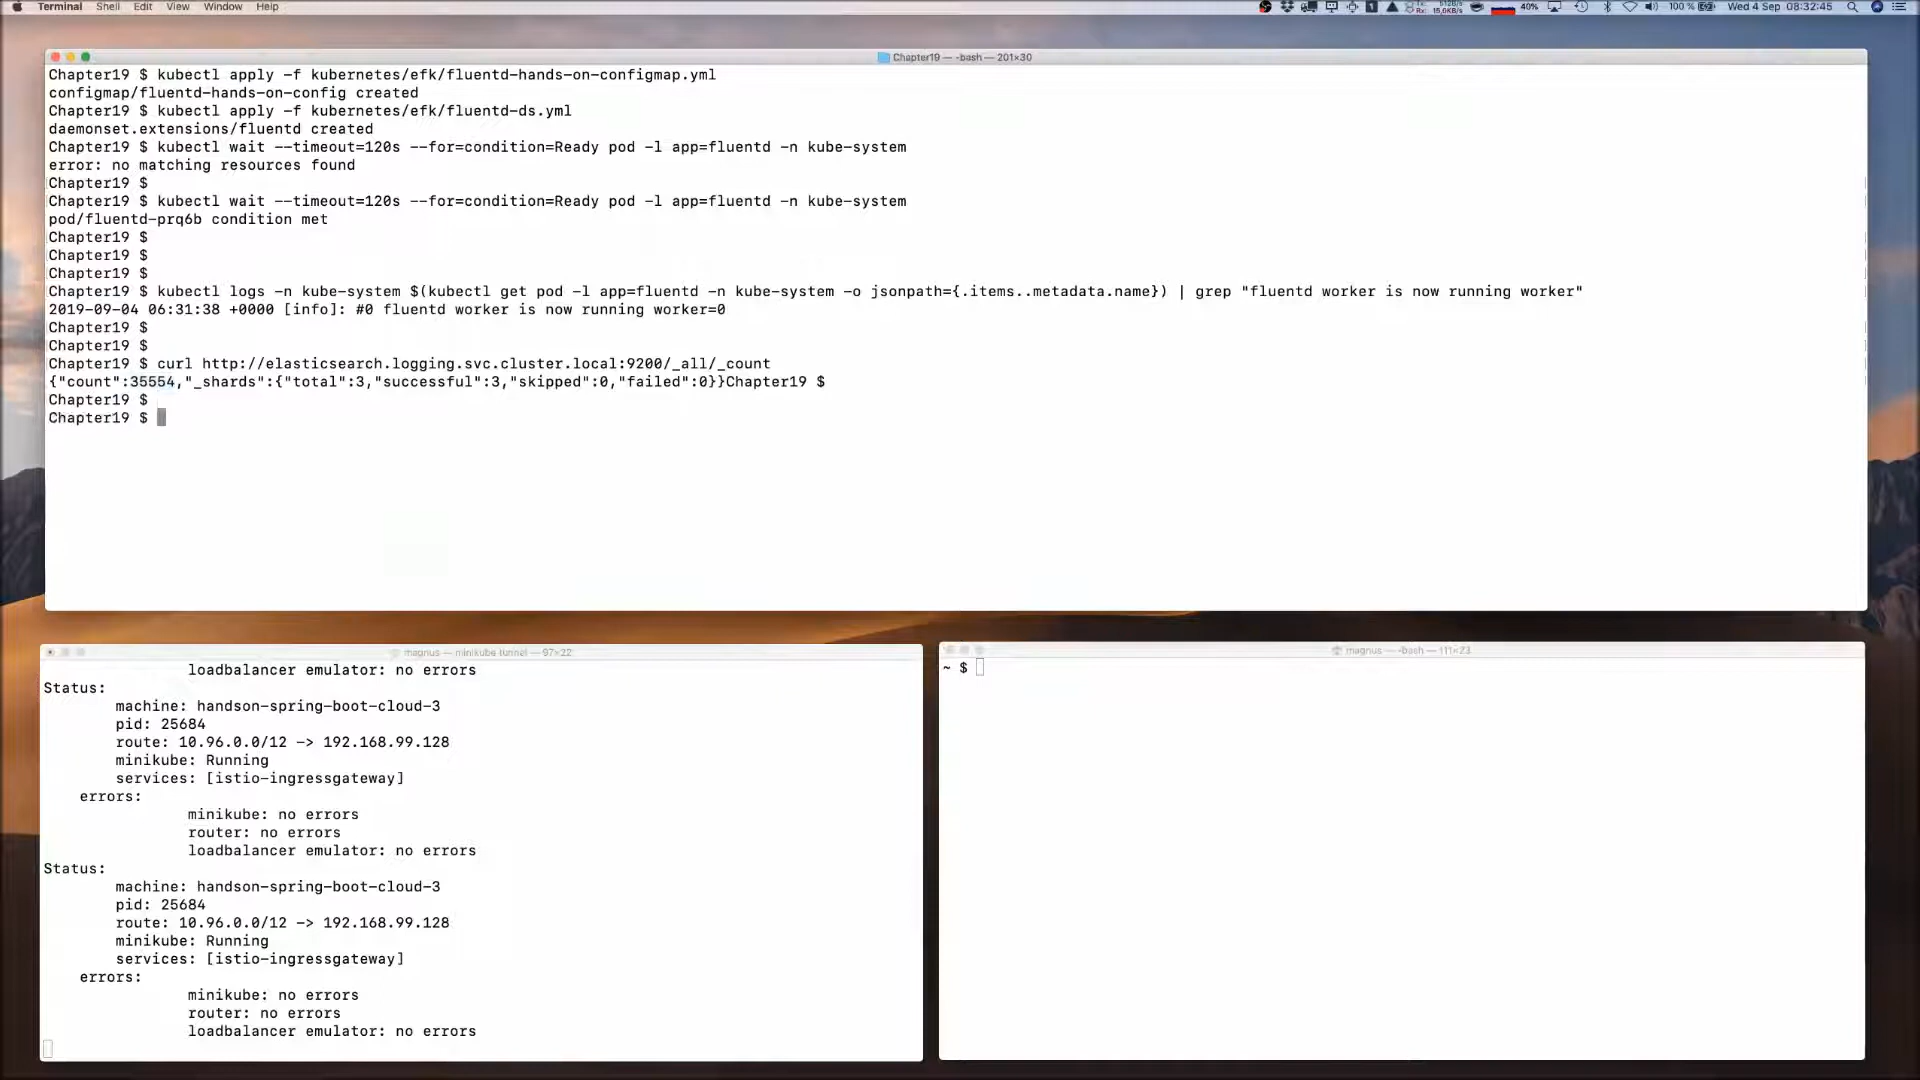 Terminal Shell Edit View Window Help 40% 100 % Wed 4 Sep 08:32:45
Chapter19 — -bash — 201×30
Chapter19 $ kubectl apply -f kubernetes/efk/fluentd-hands-on-configmap.yml
configmap/fluentd-hands-on-config created
Chapter19 $ kubectl apply -f kubernetes/efk/fluentd-ds.yml
daemonset.extensions/fluentd created
Chapter19 $ kubectl wait --timeout=120s --for=condition=Ready pod -l app=fluentd -n kube-system
error: no matching resources found
Chapter19 $
Chapter19 $ kubectl wait --timeout=120s --for=condition=Ready pod -l app=fluentd -n kube-system
pod/fluentd-prq6b condition met
Chapter19 $
Chapter19 $
Chapter19 $
Chapter19 $ kubectl logs -n kube-system $(kubectl get pod -l app=fluentd -n kube-system -o jsonpath={.items..metadata.name}) | grep "fluentd worker is now running worker"
2019-09-04 06:31:38 +0000 [info]: #0 fluentd worker is now running worker=0
Chapter19 $
Chapter19 $
Chapter19 $ curl http://elasticsearch.logging.svc.cluster.local:9200/_all/_count
{"count":35554,"_shards":{"total":3,"successful":3,"skipped":0,"failed":0}}Chapter19 $
Chapter19 $
Chapter19 $
magnus — minikube tunnel — 97×22
loadbalancer emulator: no errors
Status:
machine: handson-spring-boot-cloud-3
pid: 25684
route: 10.96.0.0/12 -> 192.168.99.128
minikube: Running
services: [istio-ingressgateway]
errors:
minikube: no errors
router: no errors
loadbalancer emulator: no errors
Status:
machine: handson-spring-boot-cloud-3
pid: 25684
route: 10.96.0.0/12 -> 192.168.99.128
minikube: Running
services: [istio-ingressgateway]
errors:
minikube: no errors
router: no errors
loadbalancer emulator: no errors
magnus — -bash — 111×23
~ $